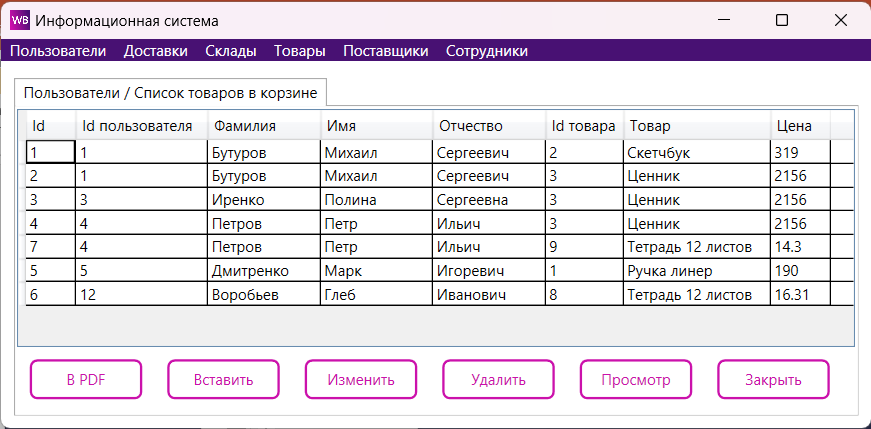 WB Информационная система
Пользователи Доставки Склады Товары Поставщики Сотрудники
Пользователи / Список товаров в корзине
Id Id пользователя Фамилия Имя Отчество Id товара Товар Цена
1 1 Бутуров Михаил Сергеевич 2 Скетчбук 319
2 1 Бутуров Михаил Сергеевич 3 Ценник 2156
3 3 Иренко Полина Сергеевна 3 Ценник 2156
4 4 Петров Петр Ильич 3 Ценник 2156
7 4 Петров Петр Ильич 9 Тетрадь 12 листов 14.3
5 5 Дмитренко Марк Игоревич 1 Ручка линер 190
6 12 Воробьев Глеб Иванович 8 Тетрадь 12 листов 16.31
В PDF Вставить Изменить Удалить Просмотр Закрыть